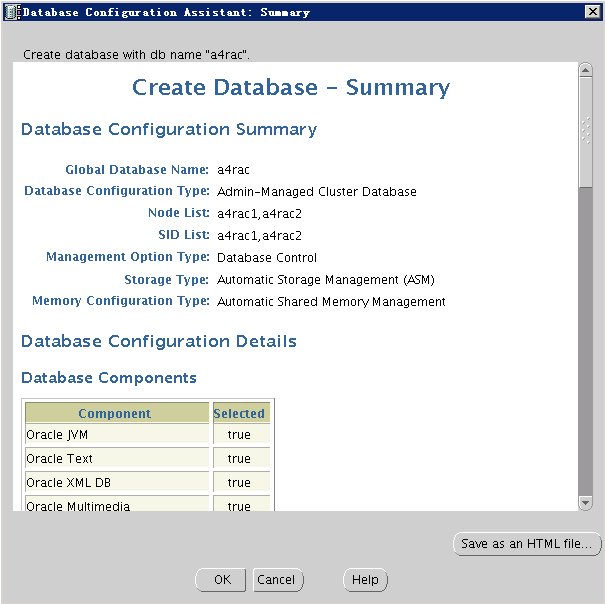 Database Configuration Assistant: Summary
Create database with db name "a4rac".
Create Database – Summary
Database Configuration Summary
Global Database Name: a4rac
Database Configuration Type: Admin-Managed Cluster Database
Node List: a4rac1,a4rac2
SID List: a4rac1,a4rac2
Management Option Type: Database Control
Storage Type: Automatic Storage Management (ASM)
Memory Configuration Type: Automatic Shared Memory Management
Database Configuration Details
Database Components
Component Selected
Oracle JVM true
Oracle Text true
Oracle XML DB true
Oracle Multimedia true
Save as an HTML file...
OK Cancel Help